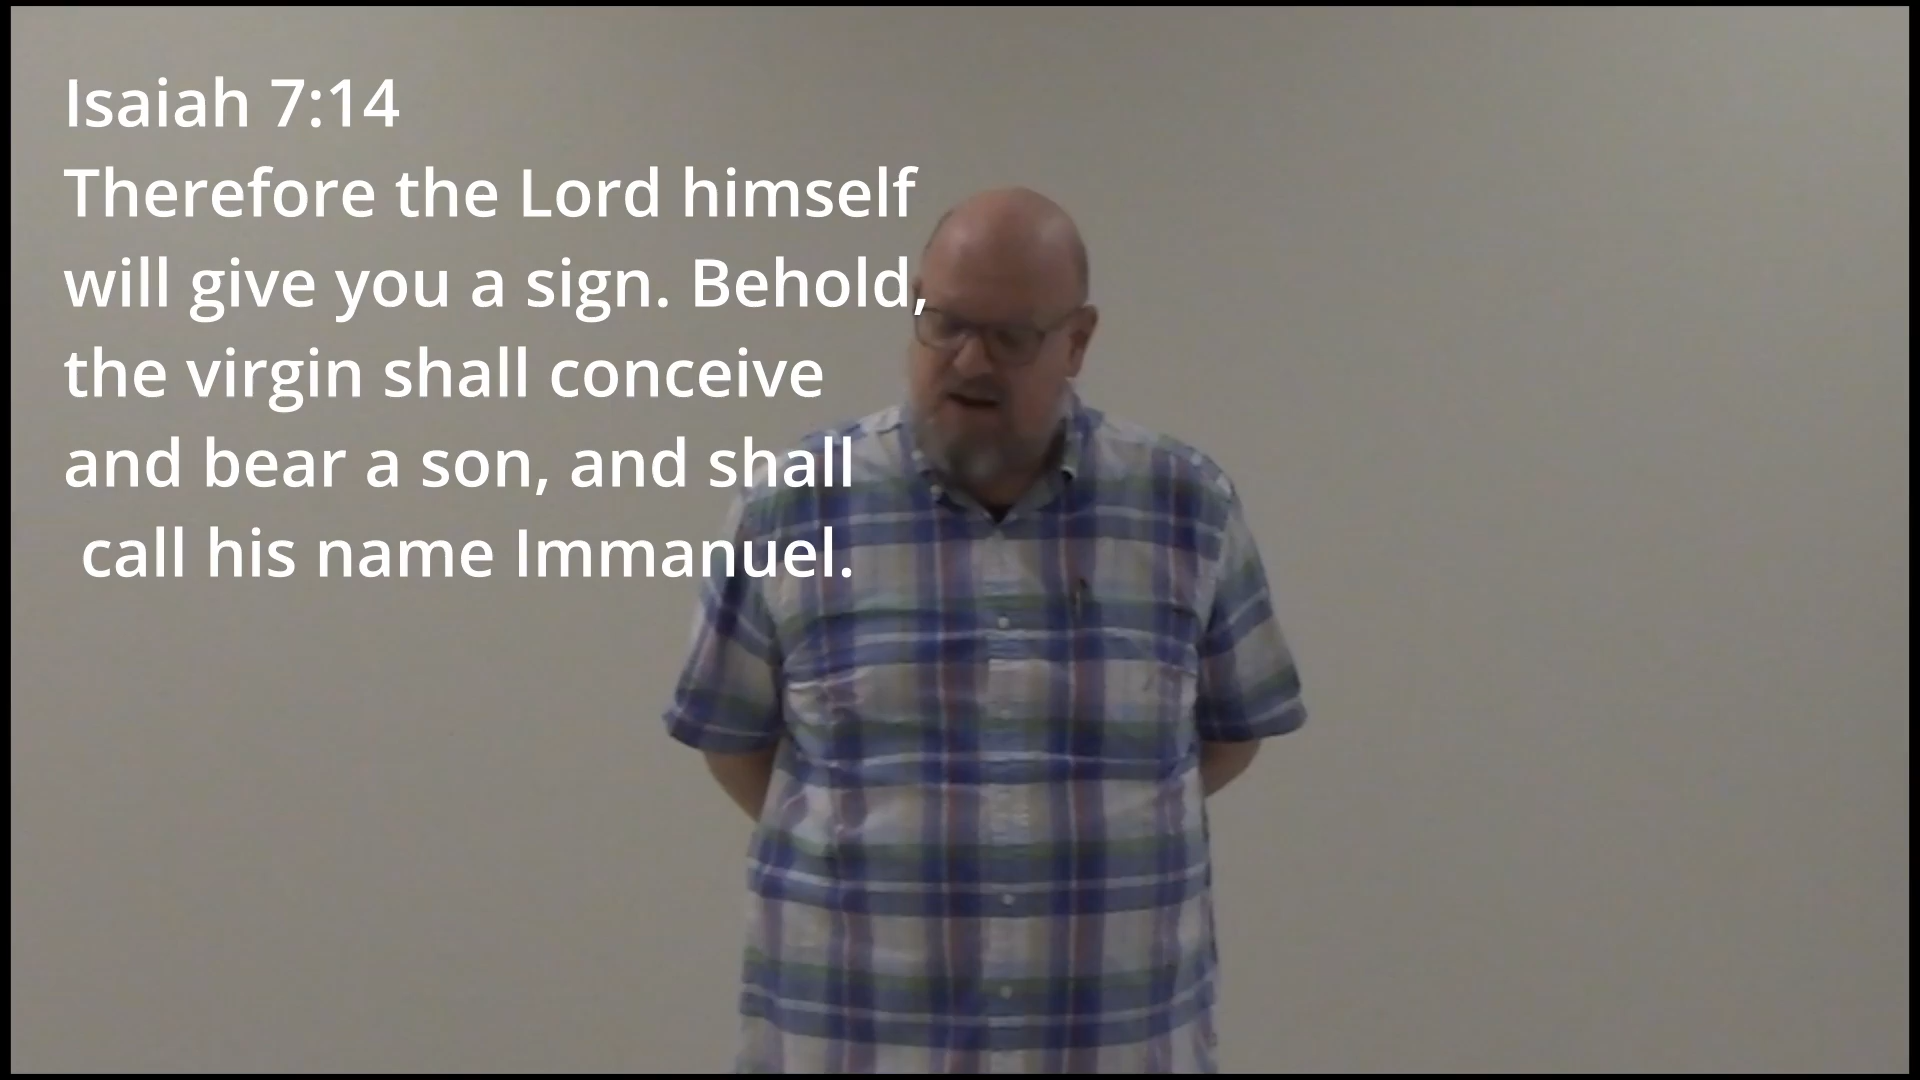 Isaiah 7:14
Therefore the Lord himself
will give you a sign. Behold,
the virgin shall conceive
and bear a son, and shall
call his name Immanuel.